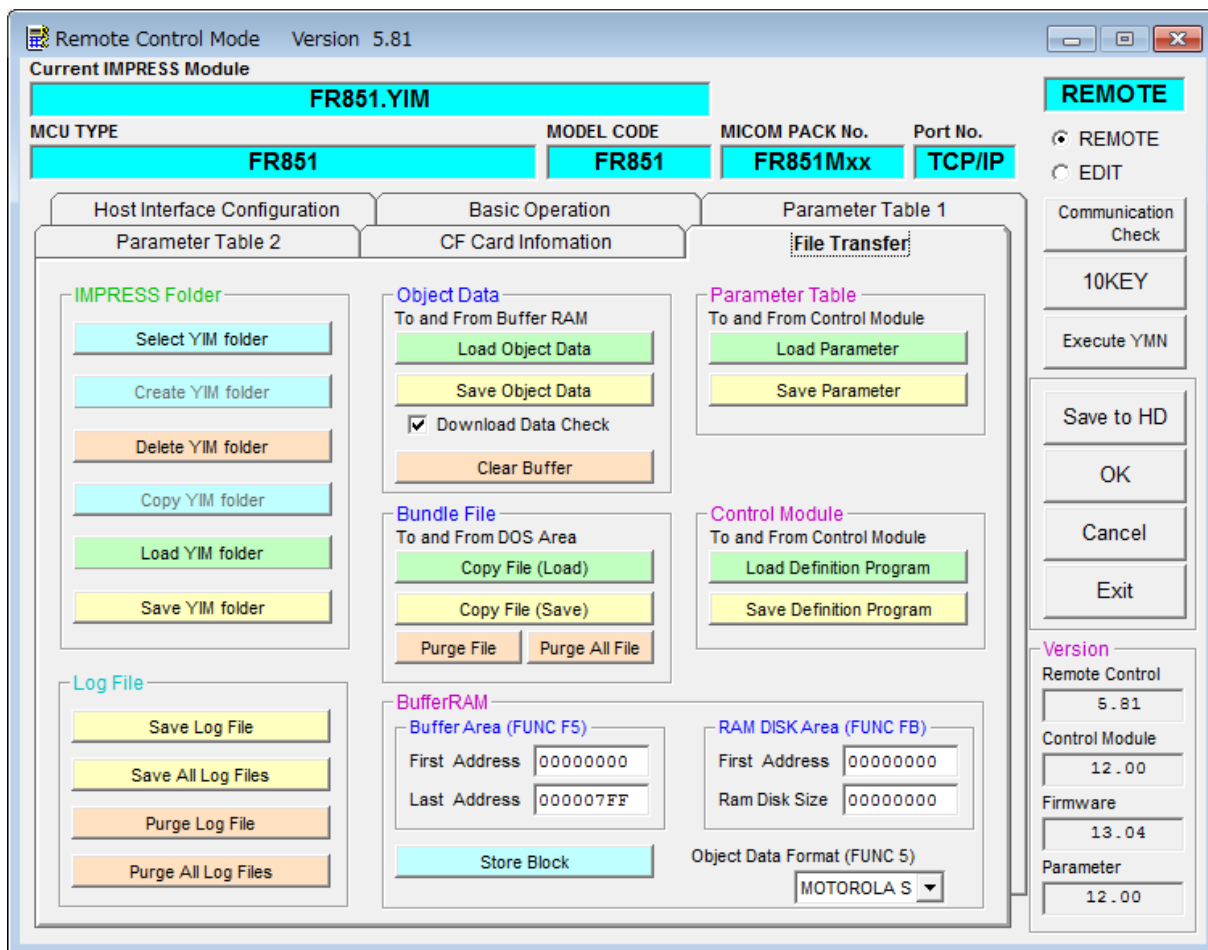 Remote Control Mode Version 5.81
Current IMPRESS Module
FR851.YIM
REMOTE
MCU TYPE MODEL CODE MICOM PACK No. Port No.
FR851 FR851 FR851Mxx TCP/IP
REMOTE
EDIT
Host Interface Configuration Basic Operation Parameter Table 1
Parameter Table 2 CF Card Infomation File Transfer
IMPRESS Folder
Select YIM folder
Create YIM folder
Delete YIM folder
Copy YIM folder
Load YIM folder
Save YIM folder
Log File
Save Log File
Save All Log Files
Purge Log File
Purge All Log Files
Object Data
To and From Buffer RAM
Load Object Data
Save Object Data
Download Data Check
Clear Buffer
Bundle File
To and From DOS Area
Copy File (Load)
Copy File (Save)
Purge File Purge All File
Parameter Table
To and From Control Module
Load Parameter
Save Parameter
Control Module
To and From Control Module
Load Definition Program
Save Definition Program
BufferRAM
Buffer Area (FUNC F5)
First Address 00000000
Last Address 000007FF
RAM DISK Area (FUNC FB)
First Address 00000000
Ram Disk Size 00000000
Store Block
Object Data Format (FUNC 5)
MOTOROLA S
Communication
Check
10KEY
Execute YMN
Save to HD
OK
Cancel
Exit
Version
Remote Control
5.81
Control Module
12.00
Firmware
13.04
Parameter
12.00